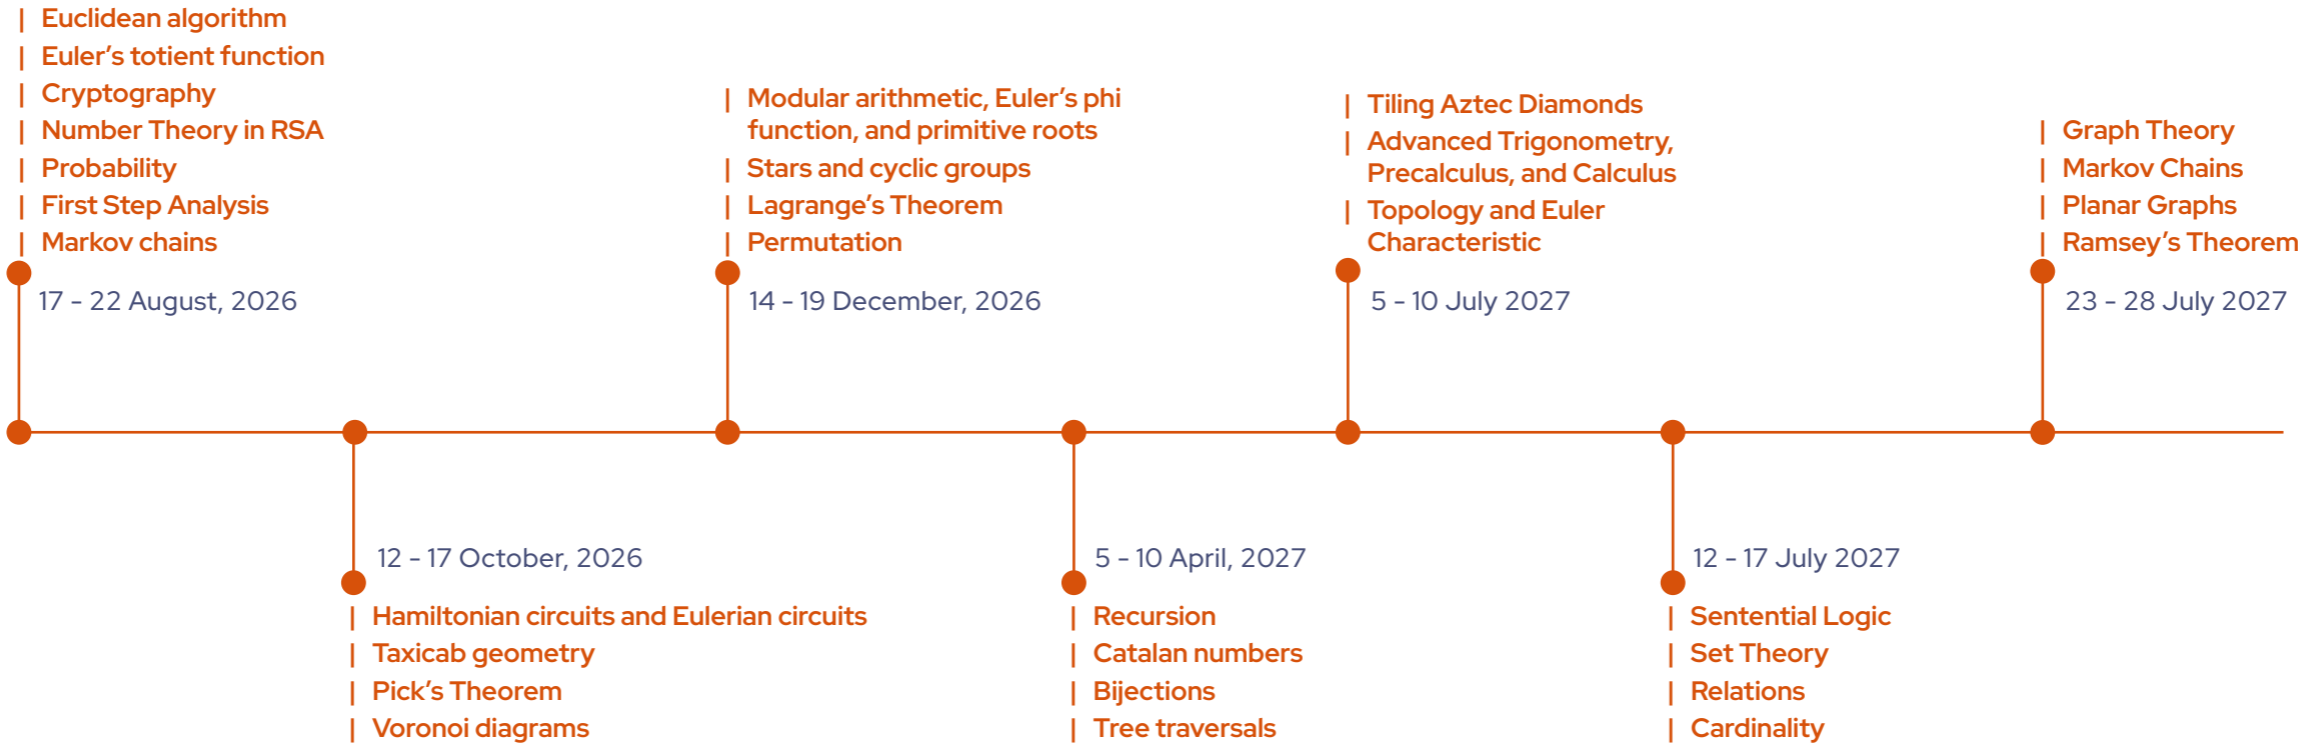 Euclidean algorithm
Euler’s totient function
Cryptography
Number Theory in RSA
Probability
First Step Analysis
Markov chains
17 - 22 August, 2026
12 - 17 October, 2026
Hamiltonian circuits and Eulerian circuits
Taxicab geometry
Pick’s Theorem
Voronoi diagrams
Modular arithmetic, Euler’s phi
function, and primitive roots
Stars and cyclic groups
Lagrange’s Theorem
Permutation
14 - 19 December, 2026
5 - 10 April, 2027
Recursion
Catalan numbers
Bijections
Tree traversals
Tiling Aztec Diamonds
Advanced Trigonometry,
Precalculus, and Calculus
Topology and Euler
Characteristic
5 - 10 July 2027
12 - 17 July 2027
Sentential Logic
Set Theory
Relations
Cardinality
Graph Theory
Markov Chains
Planar Graphs
Ramsey’s Theorem
23 - 28 July 2027